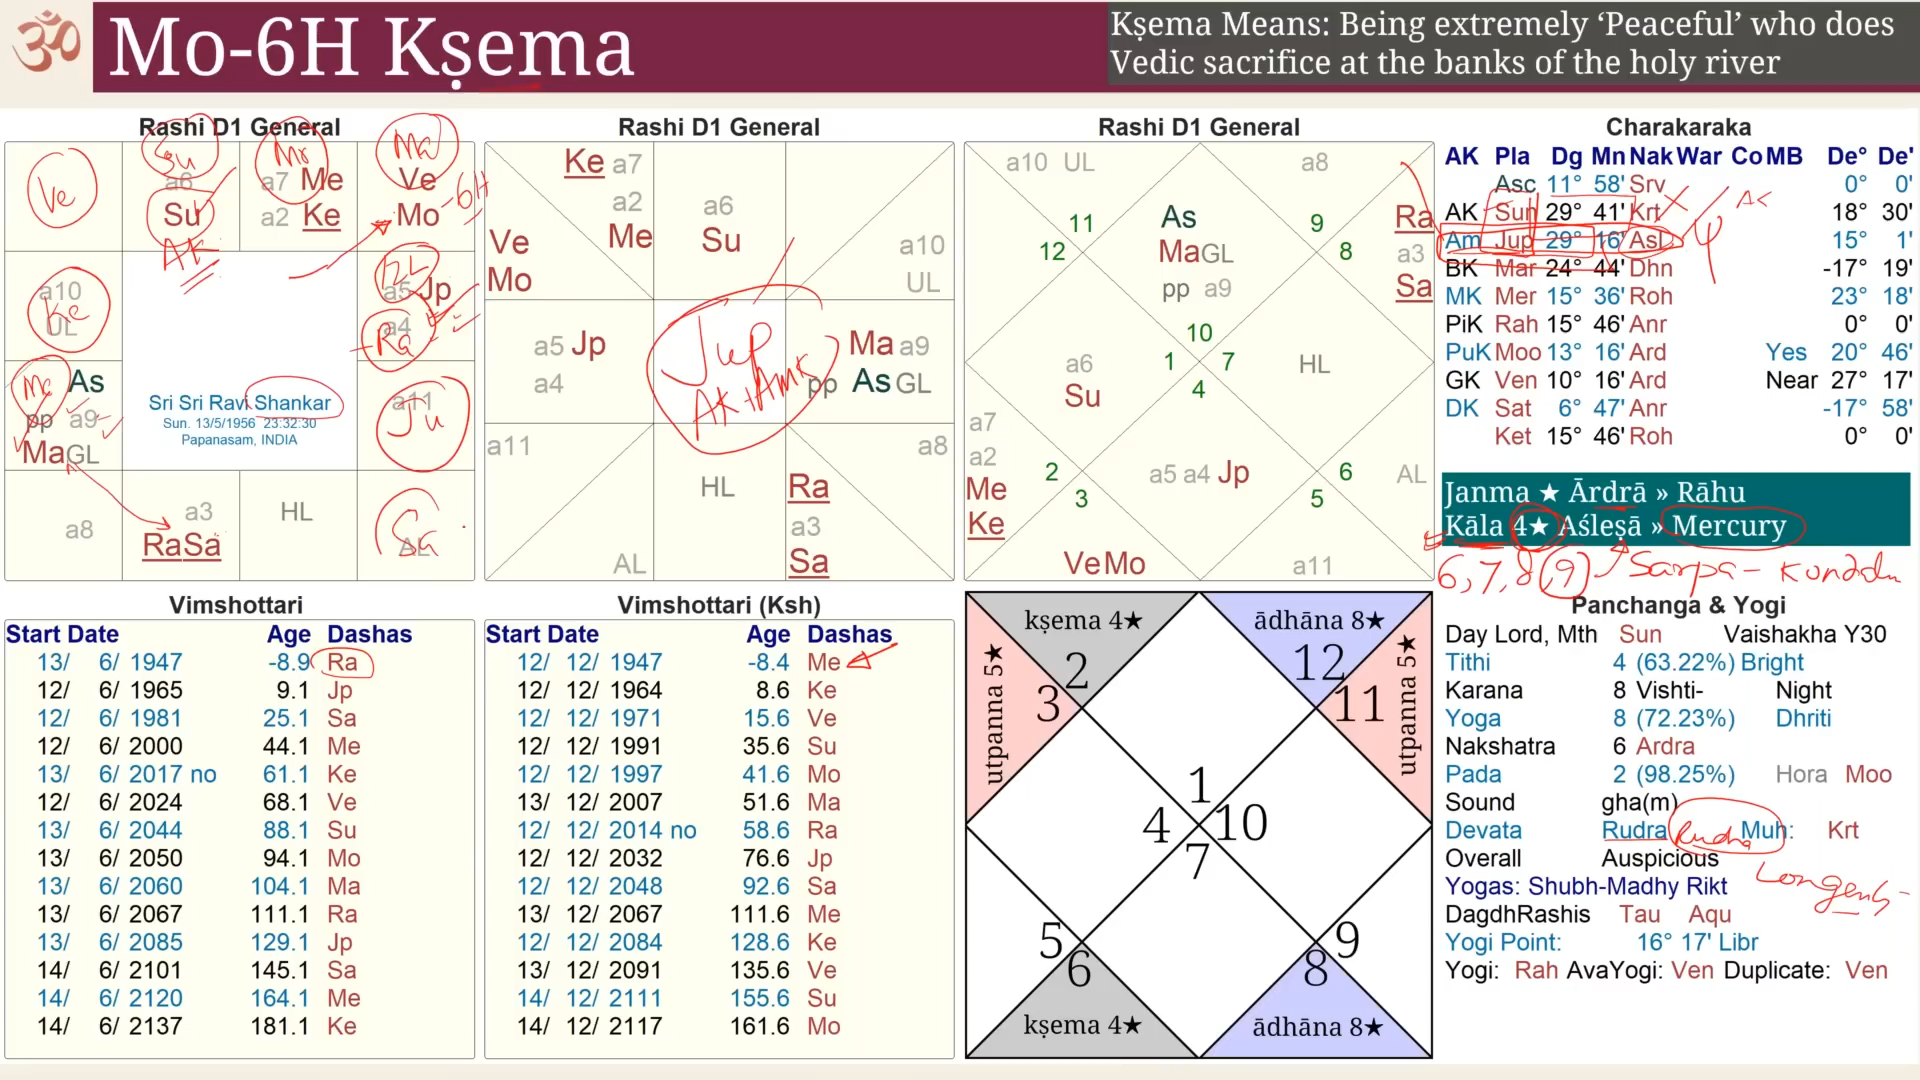 ॐ
Mo-6H Kṣema
Kṣema Means: Being extremely ‘Peaceful’ who does
Vedic sacrifice at the banks of the holy river
Rashi D1 General
Ve
Su
a6
Su
AK
Mr
a7 Me
a2 Ke
Ma
Ve
Mo
-6H
a10
UL
Ke
12L
a5 Jp
a4
Ra
As
pp a9
MaGL
Sri Sri Ravi Shankar
Sun. 13/5/1956 23:32:30
Papanasam, INDIA
a11
Ju
a8
a3
RaSa
HL
AL
Sa
Rashi D1 General
Ke a7
a2
Me
a6
Su
Ve
Mo
a10
UL
a5 Jp
a4
Jup
AK+AmK
Ma a9
pp As GL
a11
a8
HL
Ra
a3
Sa
AL
Rashi D1 General
a10 UL
a8
11
12
As
MaGL
pp a9
9
8
Ra
a3
Sa
10
1 7
4
a6
Su
HL
a7
a2
Me
Ke
2
3
a5 a4 Jp
6
5
AL
VeMo
a11
Charakaraka
AK Pla Dg Mn Nak War Co MB De° De'
Asc 11° 58' Srv 0° 0'
AK Sun 29° 41' Krt 18° 30'
AK
Am Jup 29° 16' Asl 15° 1'
BK Mar 24° 44' Dhn -17° 19'
MK Mer 15° 36' Roh 23° 18'
PiK Rah 15° 46' Anr 0° 0'
PuK Moo 13° 16' Ard Yes 20° 46'
GK Ven 10° 16' Ard Near 27° 17'
DK Sat 6° 47' Anr -17° 58'
Ket 15° 46' Roh 0° 0'
Janma ★ Ārdrā » Rāhu
Kāla 4★ Aśleṣā » Mercury
6,7,8,9 Sarpa-
Vimshottari
Start Date Age Dashas
13/ 6/ 1947 -8.9 Ra
12/ 6/ 1965 9.1 Jp
12/ 6/ 1981 25.1 Sa
12/ 6/ 2000 44.1 Me
13/ 6/ 2017 no 61.1 Ke
12/ 6/ 2024 68.1 Ve
13/ 6/ 2044 88.1 Su
13/ 6/ 2050 94.1 Mo
13/ 6/ 2060 104.1 Ma
13/ 6/ 2067 111.1 Ra
13/ 6/ 2085 129.1 Jp
14/ 6/ 2101 145.1 Sa
14/ 6/ 2120 164.1 Me
14/ 6/ 2137 181.1 Ke
Vimshottari (Ksh)
Start Date Age Dashas
12/ 12/ 1947 -8.4 Me
12/ 12/ 1964 8.6 Ke
12/ 12/ 1971 15.6 Ve
12/ 12/ 1991 35.6 Su
12/ 12/ 1997 41.6 Mo
13/ 12/ 2007 51.6 Ma
12/ 12/ 2014 no 58.6 Ra
12/ 12/ 2032 76.6 Jp
12/ 12/ 2048 92.6 Sa
13/ 12/ 2067 111.6 Me
12/ 12/ 2084 128.6 Ke
13/ 12/ 2091 135.6 Ve
14/ 12/ 2111 155.6 Su
14/ 12/ 2117 161.6 Mo
kṣema 4★
ādhāna 8★
utpanna 5★
2
3
12
11
utpanna 5★
1
4 10
7
5
6
9
8
kṣema 4★
ādhāna 8★
Panchanga & Yogi
Day Lord, Mth Sun Vaishakha Y30
Tithi 4 (63.22%) Bright
Karana 8 Vishti- Night
Yoga 8 (72.23%) Dhriti
Nakshatra 6 Ardra
Pada 2 (98.25%) Hora Moo
Sound gha(m)
Devata Rudra Rudra Muh: Krt
Overall Auspicious
Yogas: Shubh-Madhy Rikt
DagdhRashis Tau Aqu
Yogi Point: 16° 17' Libr
Yogi: Rah AvaYogi: Ven Duplicate: Ven